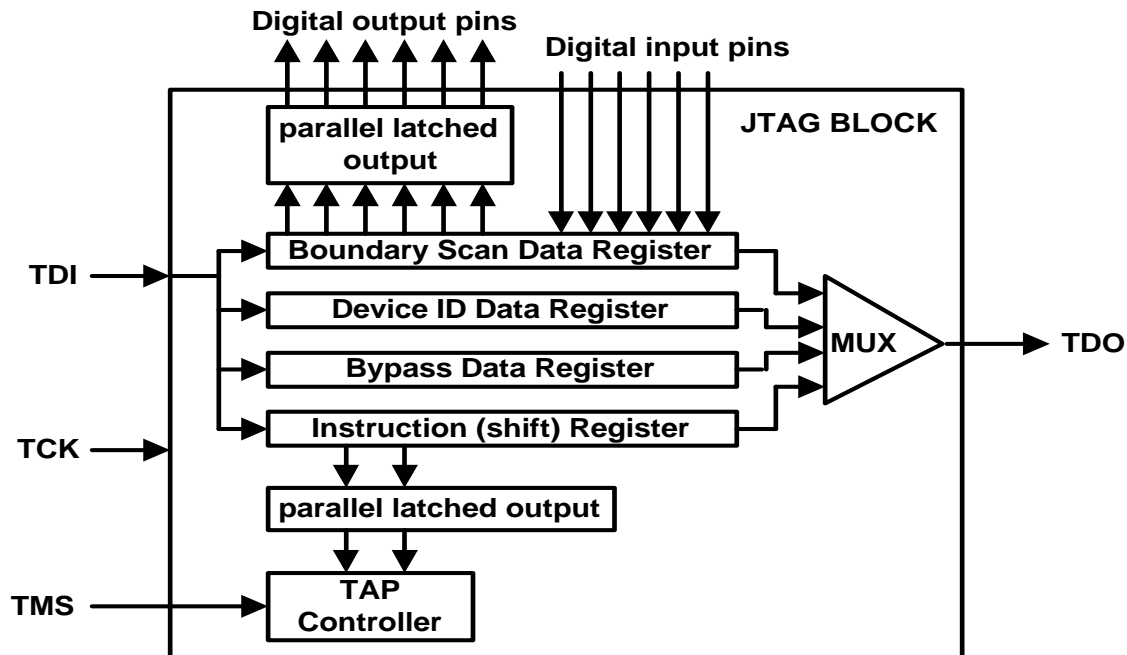 Digital output pins
Digital input pins
JTAG BLOCK
parallel latched
output
TDI
Boundary Scan Data Register
Device ID Data Register
MUX
TDO
Bypass Data Register
Instruction (shift) Register
TCK
parallel latched output
TMS
TAP
Controller